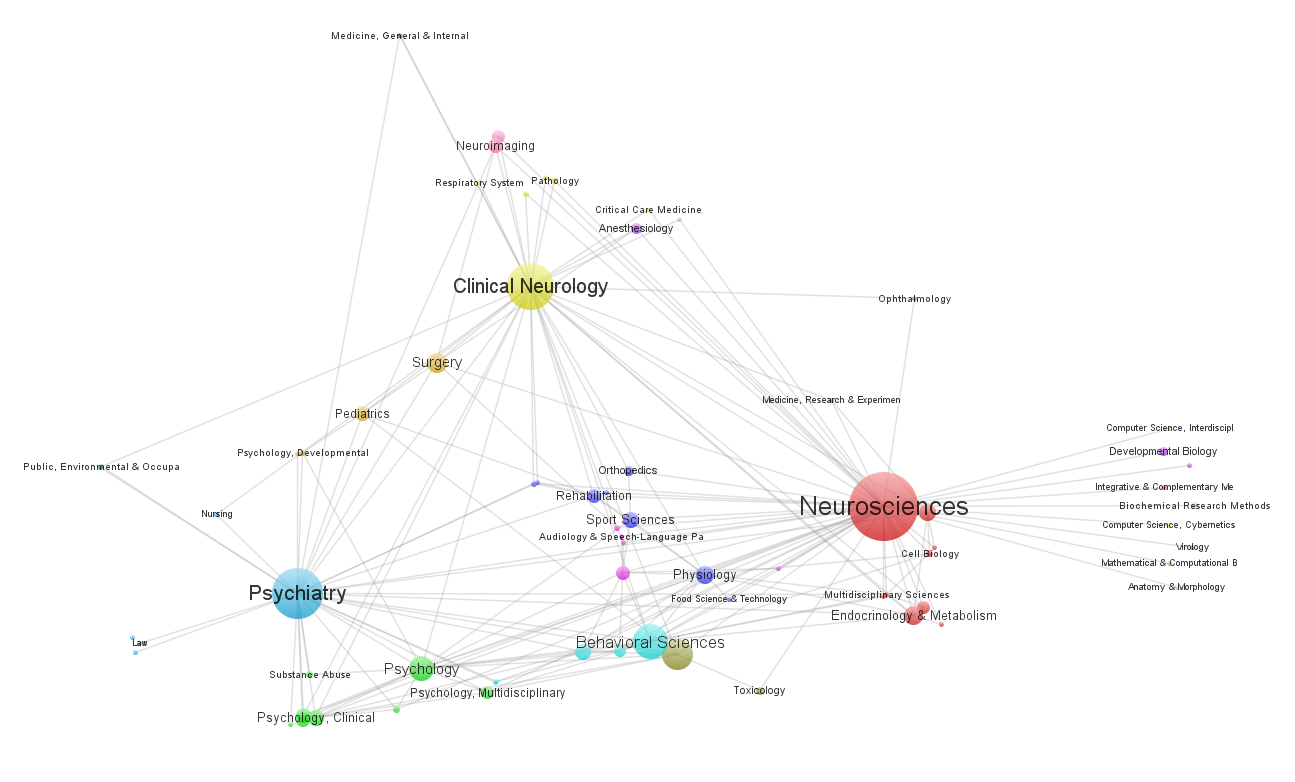 Medicine, General & Internal
Neuroimaging
Respiratory System
Pathology
Critical Care Medicine
Anesthesiology
Clinical Neurology
Ophthalmology
Surgery
Medicine, Research & Experimen
Pediatrics
Computer Science, Interdiscipl
Psychology, Developmental
Developmental Biology
Public, Environmental & Occupa
Orthopedics
Integrative & Complementary Me
Rehabilitation
Neurosciences
Biochemical Research Methods
Nursing
Sport Sciences
Computer Science, Cybernetics
Audiology & Speech-Language Pa
Virology
Cell Biology
Mathematical & Computational B
Physiology
Anatomy & Morphology
Psychiatry
Food Science & Technology
Multidisciplinary Sciences
Endocrinology & Metabolism
Law
Behavioral Sciences
Psychology
Substance Abuse
Toxicology
Psychology, Multidisciplinary
Psychology, Clinical